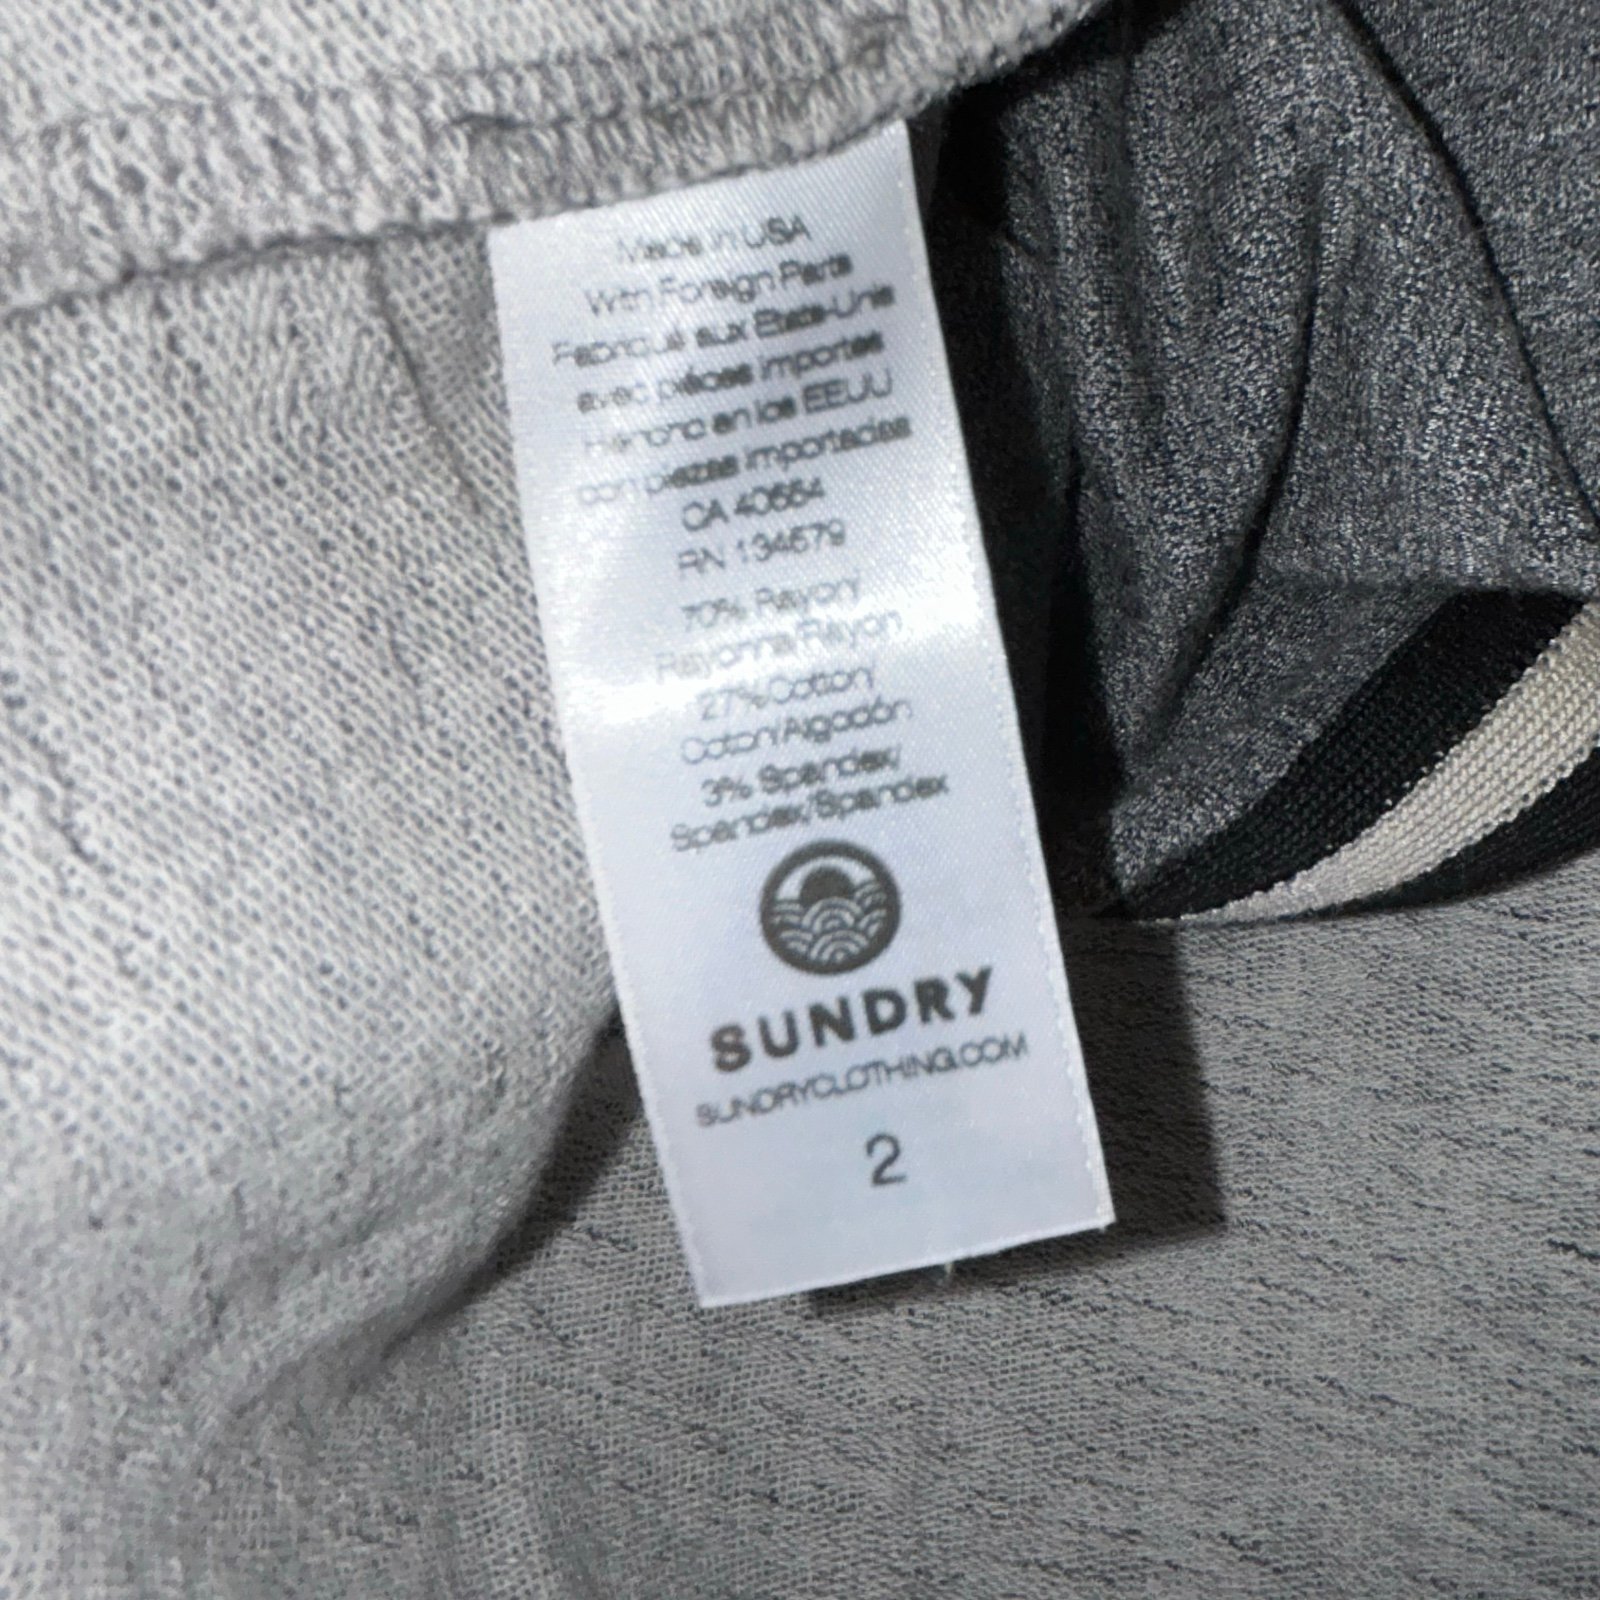 Made in USA
With Foreign Parts
Fabriqué aux Etats-Unis
avec pièces importés
Hencho en los EEUU
con piezas importadas
CA 40554
RN 134579
70% Rayon/
Rayonne/Rayon
27% Cotton/
Coton/Algodón
3% Spandex/
Spandex/Spandex
SUNDRY
SUNDRYCLOTHING.COM
2